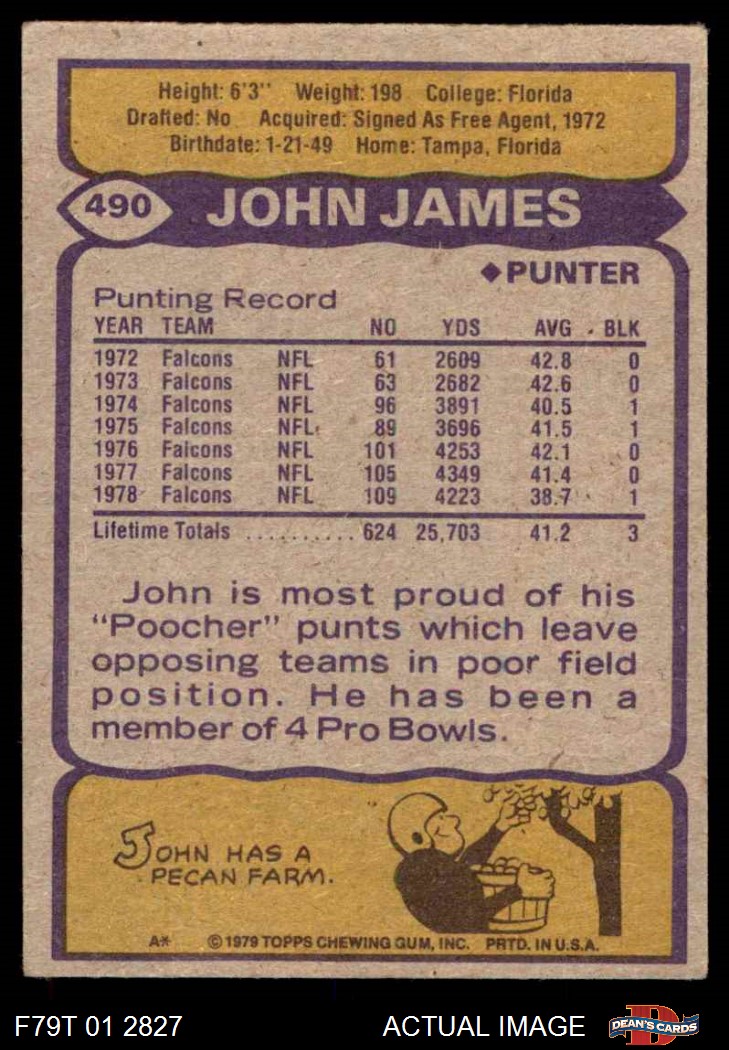 Height: 6'3'' Weight: 198 College: Florida
Drafted: No Acquired: Signed As Free Agent, 1972
Birthdate: 1-21-49 Home: Tampa, Florida
490 JOHN JAMES
◆PUNTER
Punting Record
YEAR TEAM NO YDS AVG. BLK
1972 Falcons NFL 61 2609 42.8 0
1973 Falcons NFL 63 2682 42.6 0
1974 Falcons NFL 96 3891 40.5 1
1975 Falcons NFL 89 3696 41.5 1
1976 Falcons NFL 101 4253 42.1 0
1977 Falcons NFL 105 4349 41.4 0
1978 Falcons NFL 109 4223 38.7 1
Lifetime Totals .......... 624 25,703 41.2 3
John is most proud of his
"Poocher" punts which leave
opposing teams in poor field
position. He has been a
member of 4 Pro Bowls.
JOHN HAS A
PECAN FARM.
A* ©1979 TOPPS CHEWING GUM, INC. PRTD. IN U.S.A.
F79T 01 2827 ACTUAL IMAGE D DEAN'S CARDS